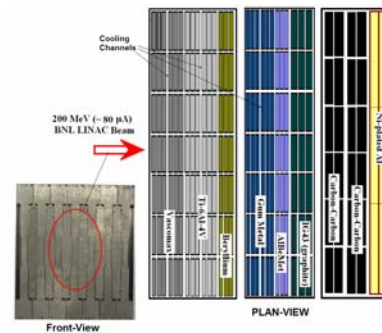 Cooling
Channels
200 MeV (~ 80 μA)
BNL LINAC Beam
Vascomax
Ti-6Al-4V
Beryllium
Gum Metal
AlBeMet
IG43 (graphite)
Carbon-Carbon
Carbon-Carbon
Ni-plated Al
Front-View
PLAN-VIEW